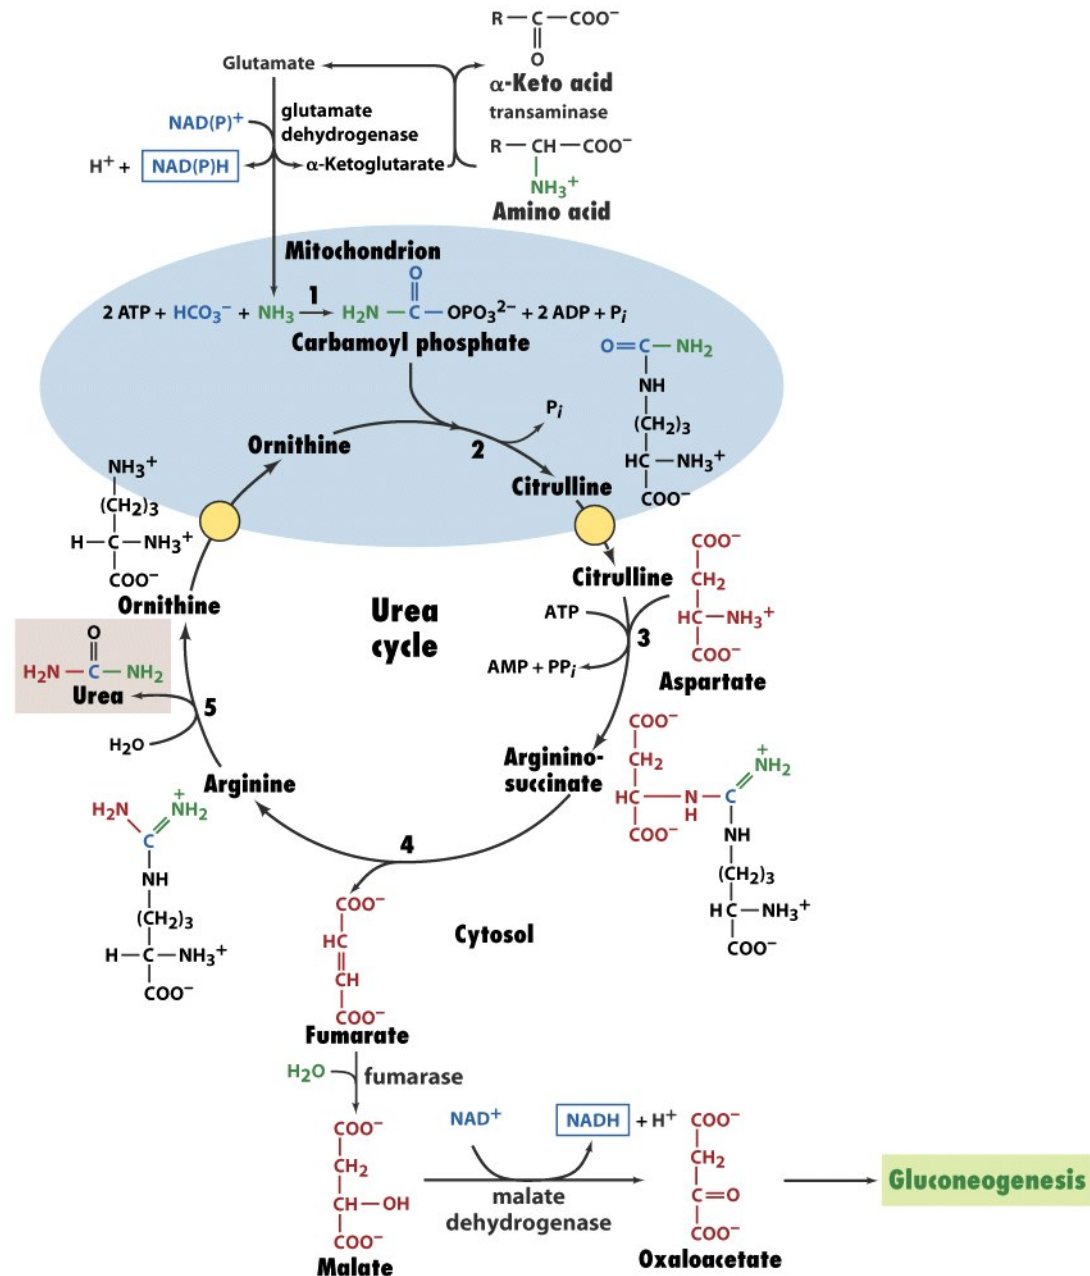 R — C — COO⁻
O
Glutamate
α-Keto acid
transaminase
glutamate
dehydrogenase
NAD(P)⁺
H⁺ + NAD(P)H
α-Ketoglutarate
R — CH — COO⁻
NH₃⁺
Amino acid
Mitochondrion
O
1
2 ATP + HCO₃⁻ + NH₃ → H₂N — C — OPO₃²⁻ + 2 ADP + Pᵢ
Carbamoyl phosphate
O=C—NH₂
NH
(CH₂)₃
HC—NH₃⁺
COO⁻
Pᵢ
Ornithine
2
Citrulline
NH₃⁺
(CH₂)₃
H—C—NH₃⁺
COO⁻
Ornithine
Citrulline
COO⁻
CH₂
HC—NH₃⁺
COO⁻
Aspartate
ATP
3
AMP + PPᵢ
Urea
cycle
O
H₂N—C—NH₂
Urea
5
H₂O
Arginine
Arginino-
succinate
COO⁻
CH₂
HC—N—C=NH₂
+
H
COO⁻
NH
(CH₂)₃
HC—NH₃⁺
COO⁻
+
H₂N NH₂
C
NH
(CH₂)₃
H—C—NH₃⁺
COO⁻
4
Cytosol
COO⁻
HC
CH
COO⁻
Fumarate
H₂O
fumarase
COO⁻
CH₂
CH—OH
COO⁻
Malate
NAD⁺
NADH + H⁺
malate
dehydrogenase
COO⁻
CH₂
C=O
COO⁻
Oxaloacetate
Gluconeogenesis